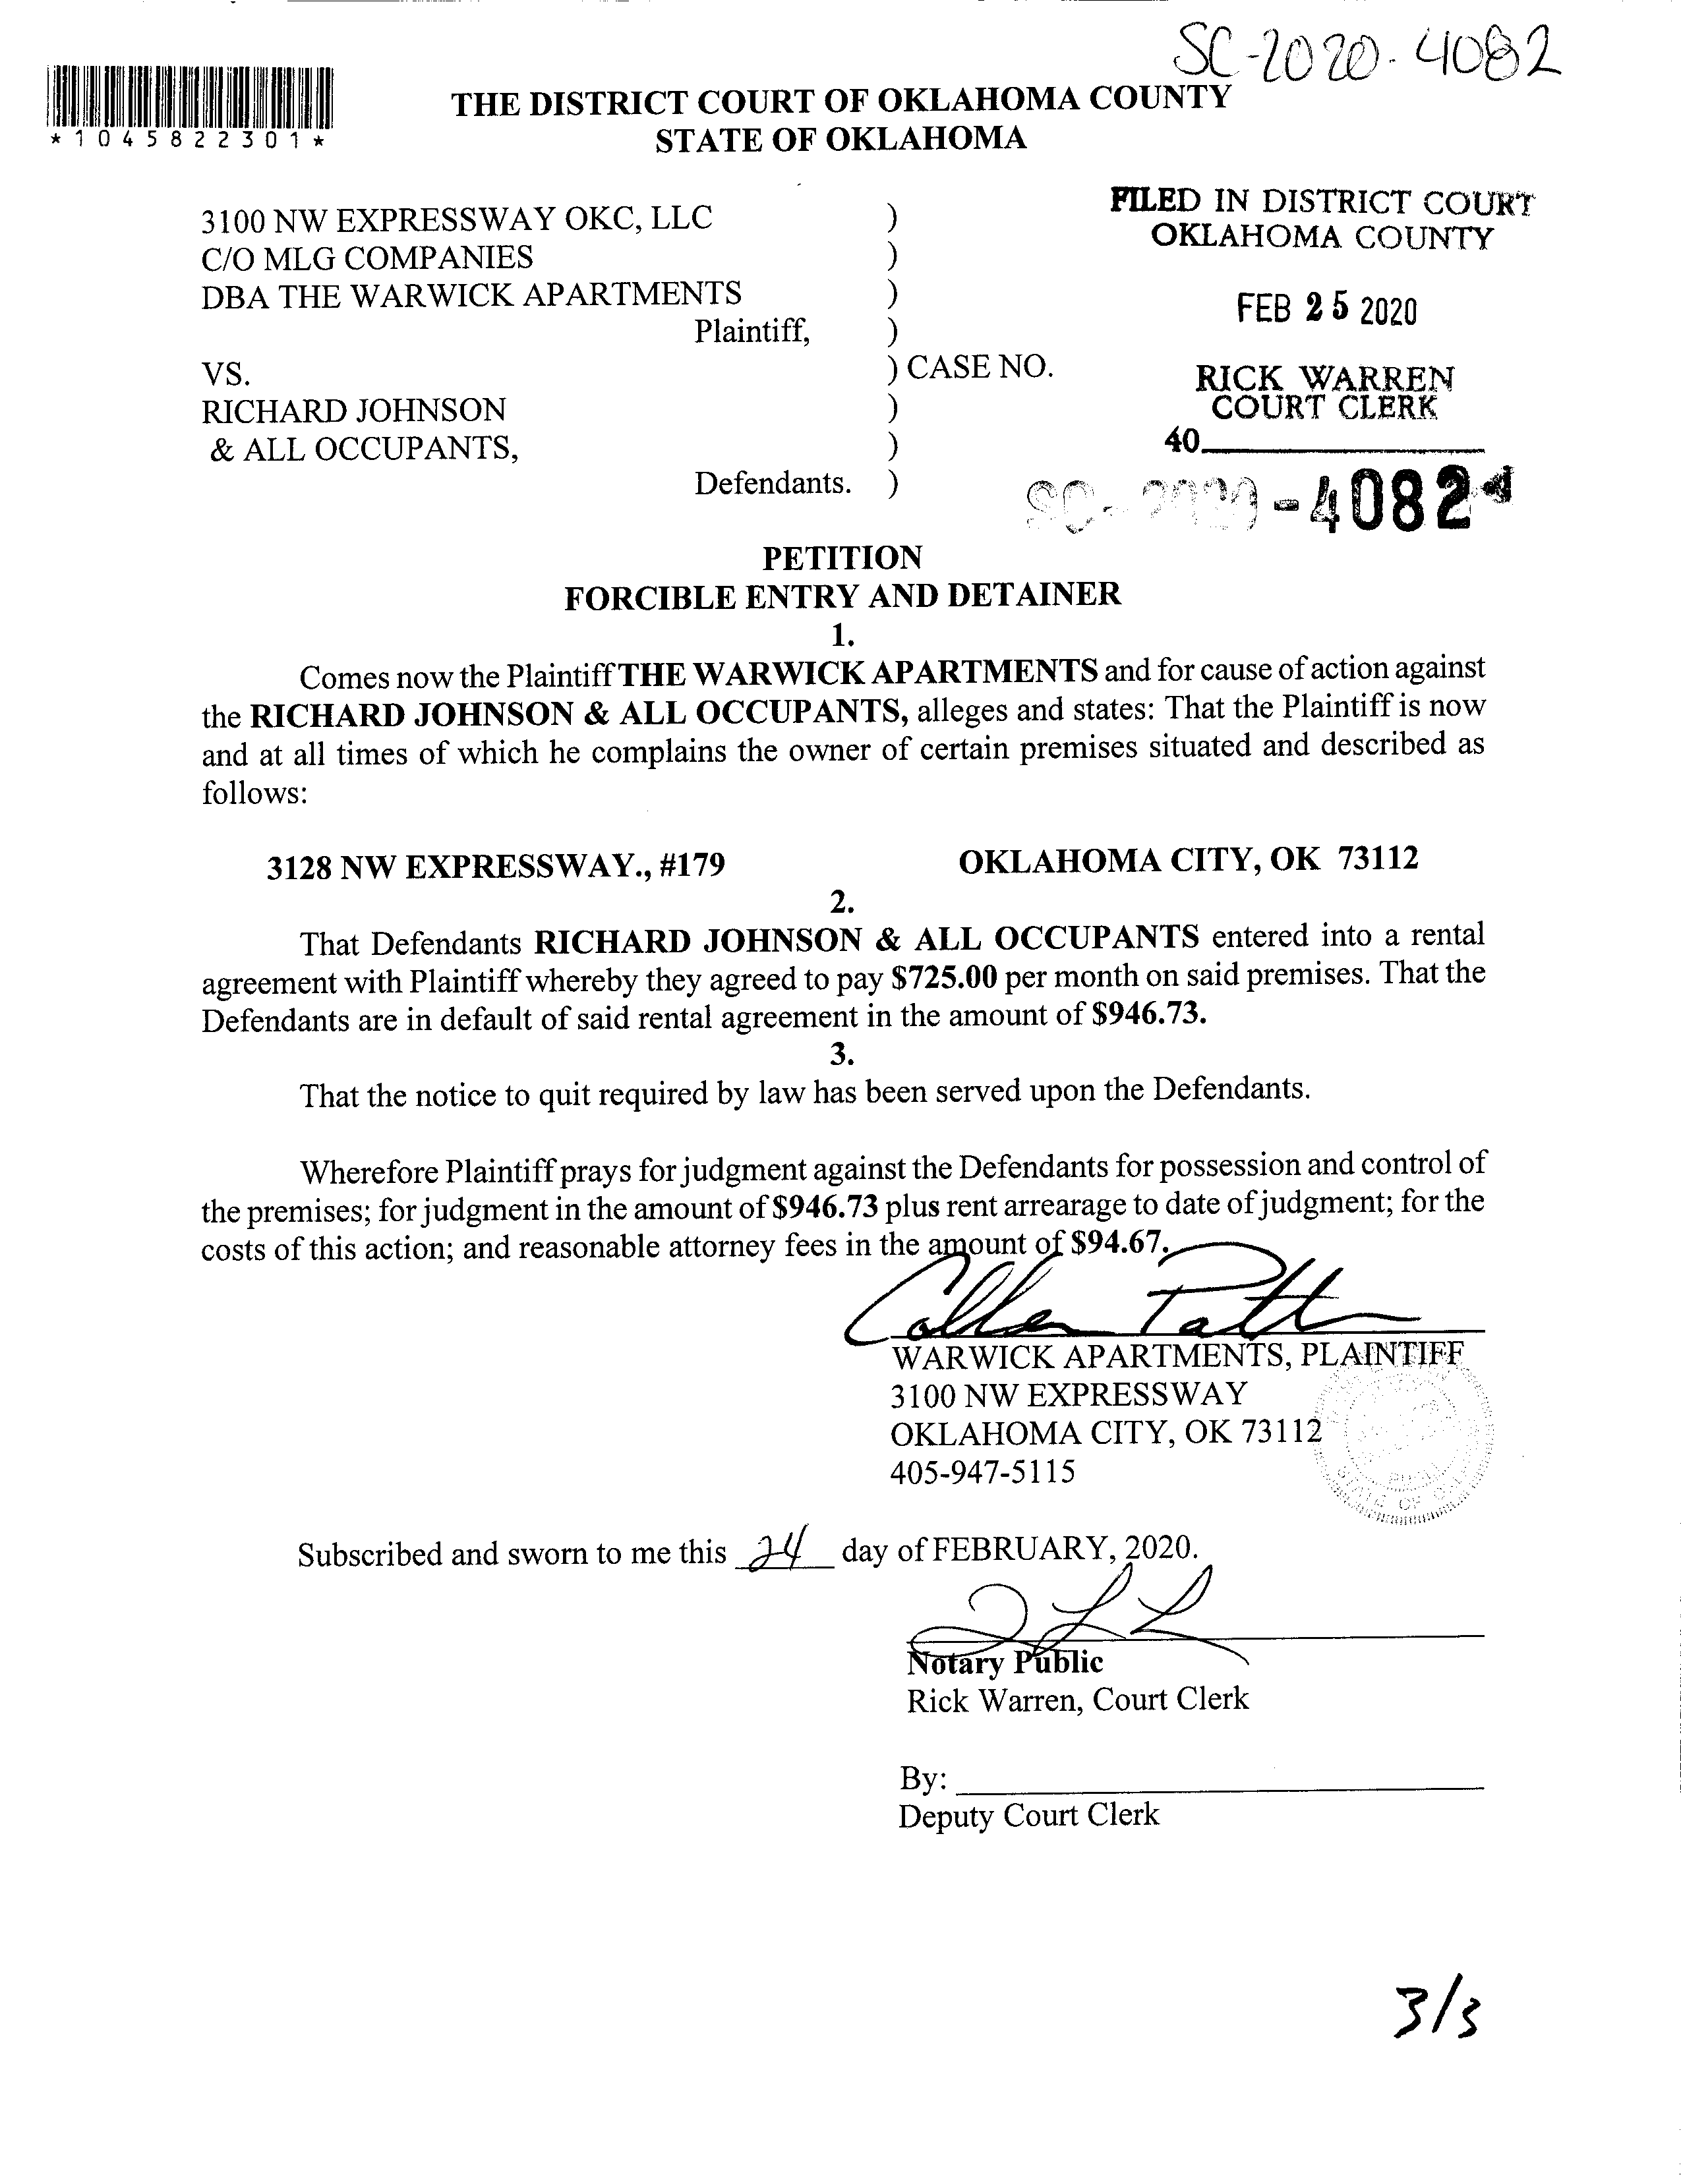 SC-2020-4082
*1045822301*
THE DISTRICT COURT OF OKLAHOMA COUNTY
STATE OF OKLAHOMA
3100 NW EXPRESSWAY OKC, LLC )
C/O MLG COMPANIES )
DBA THE WARWICK APARTMENTS )
Plaintiff, )
VS. ) CASE NO.
RICHARD JOHNSON )
& ALL OCCUPANTS, )
Defendants. )
FILED IN DISTRICT COURT
OKLAHOMA COUNTY
FEB 25 2020
RICK WARREN
COURT CLERK
40
SC-2020-4082
PETITION
FORCIBLE ENTRY AND DETAINER
1.
Comes now the Plaintiff THE WARWICK APARTMENTS and for cause of action against
the RICHARD JOHNSON & ALL OCCUPANTS, alleges and states: That the Plaintiff is now
and at all times of which he complains the owner of certain premises situated and described as
follows:
3128 NW EXPRESSWAY., #179 OKLAHOMA CITY, OK 73112
2.
That Defendants RICHARD JOHNSON & ALL OCCUPANTS entered into a rental
agreement with Plaintiff whereby they agreed to pay $725.00 per month on said premises. That the
Defendants are in default of said rental agreement in the amount of $946.73.
3.
That the notice to quit required by law has been served upon the Defendants.
Wherefore Plaintiff prays for judgment against the Defendants for possession and control of
the premises; for judgment in the amount of $946.73 plus rent arrearage to date of judgment; for the
costs of this action; and reasonable attorney fees in the amount of $94.67.
WARWICK APARTMENTS, PLAINTIFF
3100 NW EXPRESSWAY
OKLAHOMA CITY, OK 73112
405-947-5115
STATE OF
Subscribed and sworn to me this 24 day of FEBRUARY, 2020.
Notary Public
Rick Warren, Court Clerk
By:
Deputy Court Clerk
3/3